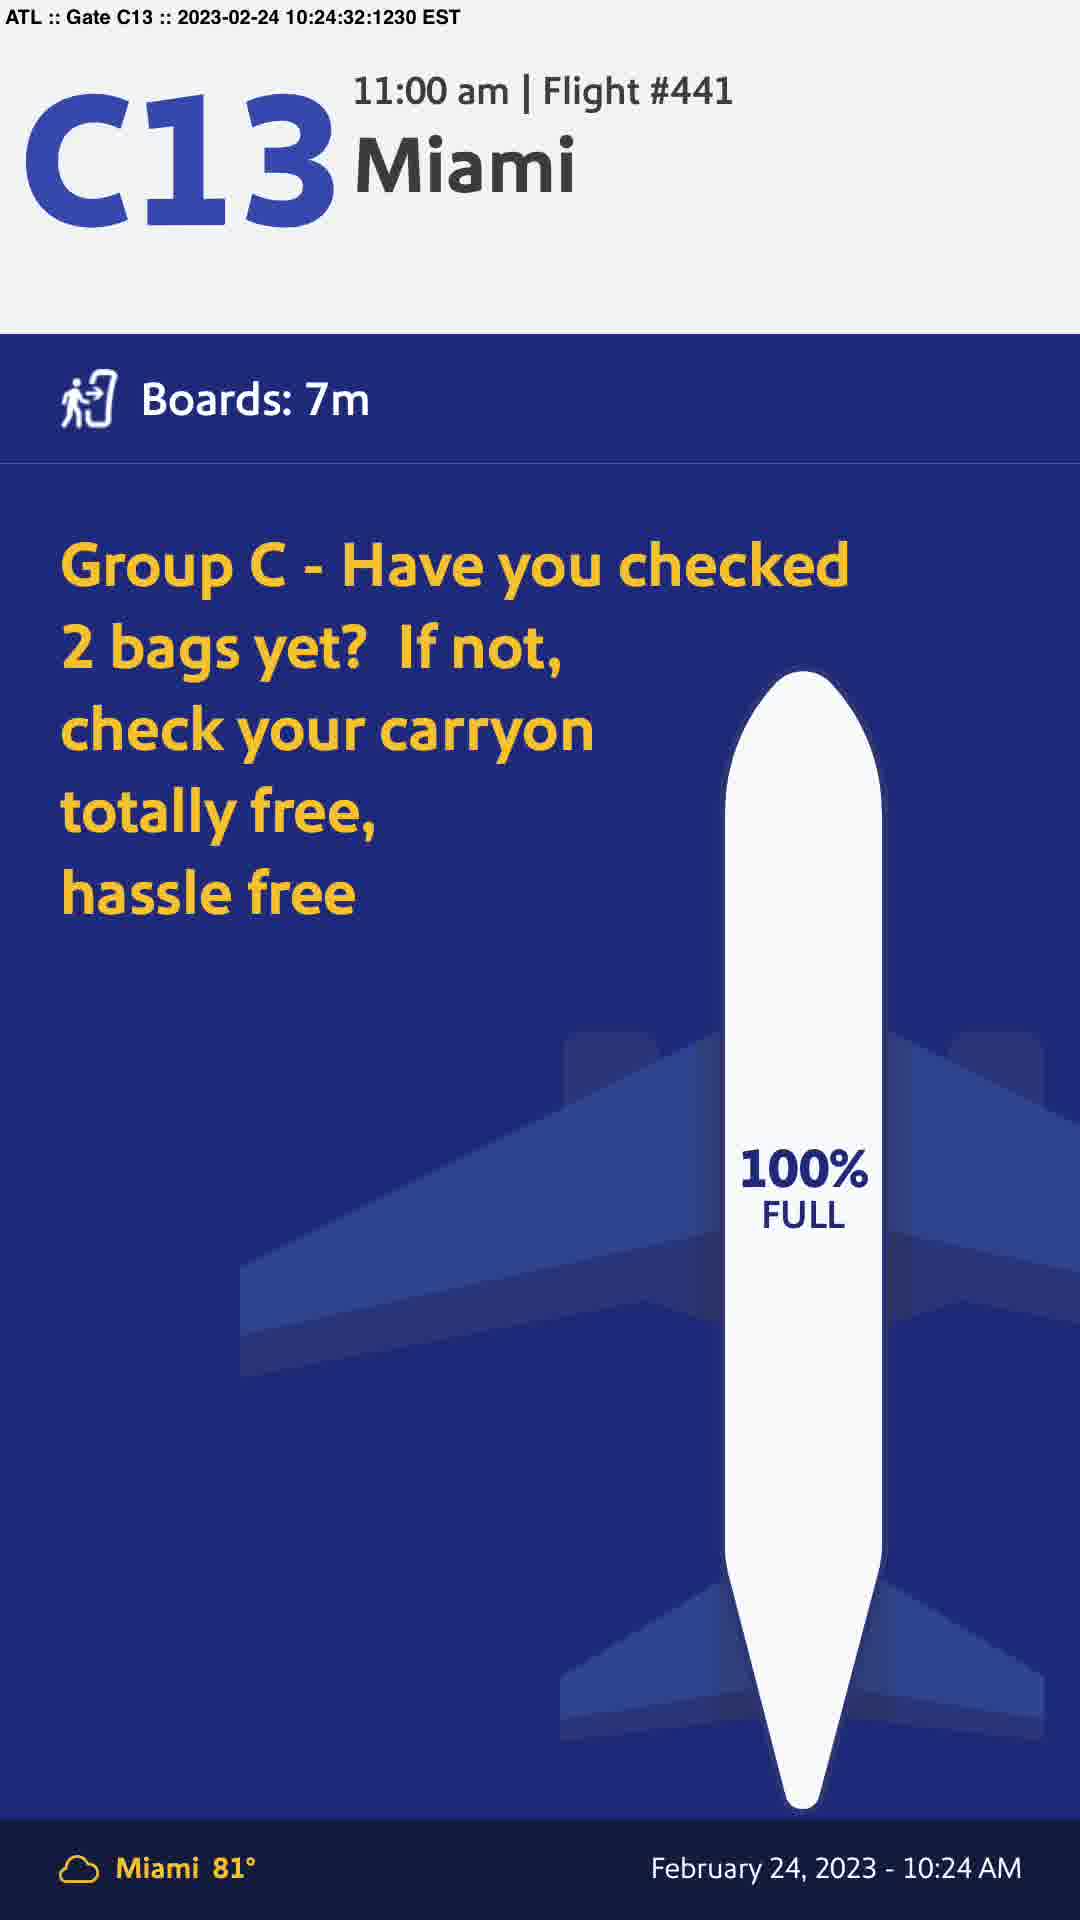 ATL :: Gate C13 :: 2023-02-24 10:24:32:1230 EST
C13
11:00 am | Flight #441
Miami
Boards: 7m
Group C - Have you checked
2 bags yet?  If not,
check your carryon
totally free,
hassle free
100%
FULL
Miami 81°
February 24, 2023 - 10:24 AM